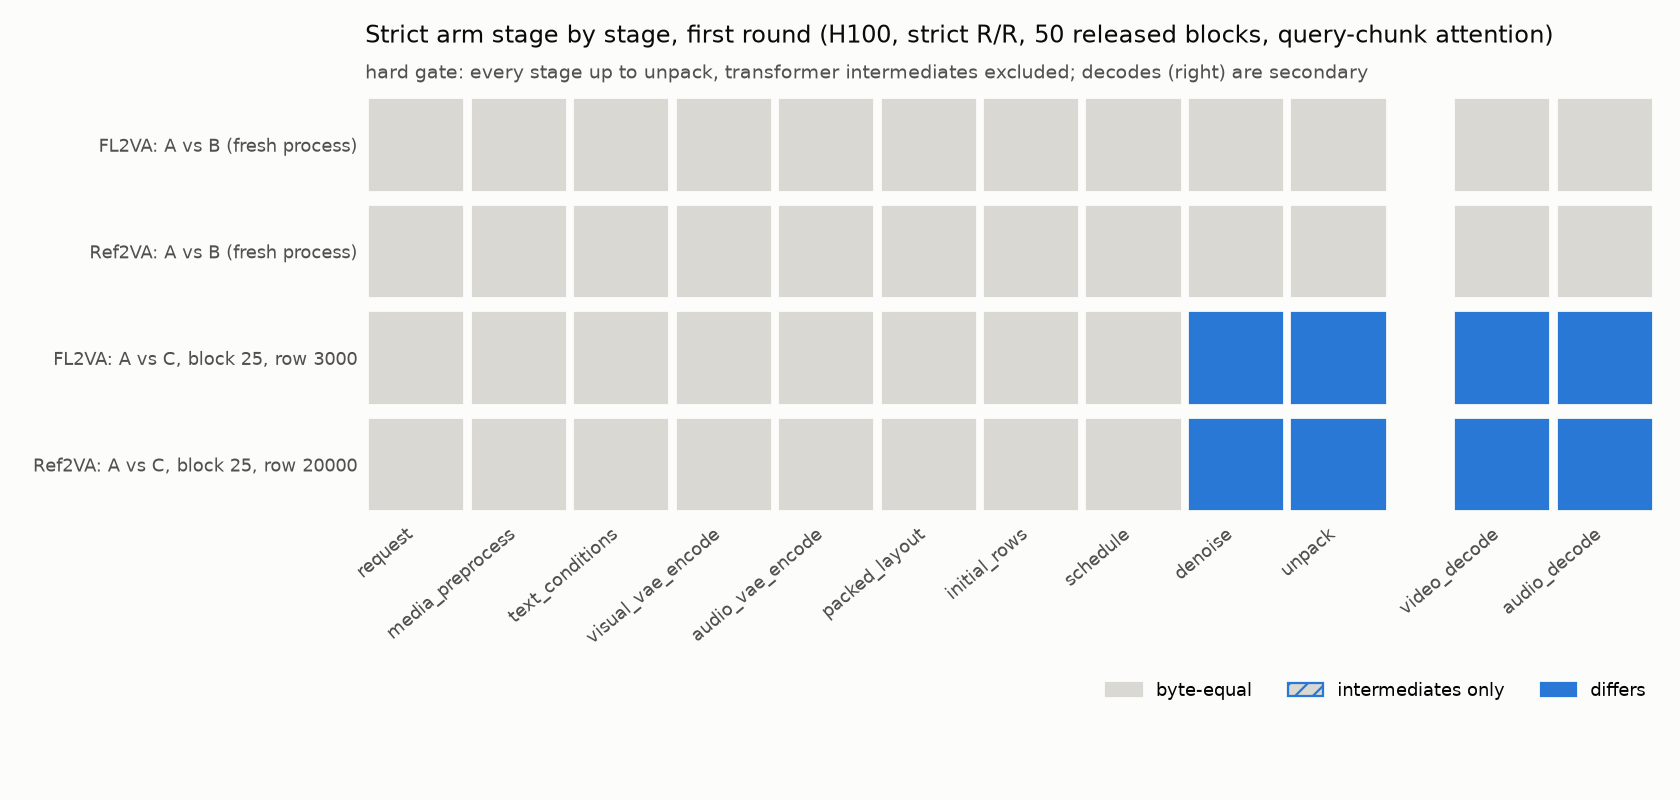 Strict arm stage by stage, first round (H100, strict R/R, 50 released blocks, query-chunk attention)
hard gate: every stage up to unpack, transformer intermediates excluded; decodes (right) are secondary
FL2VA: A vs B (fresh process)
Ref2VA: A vs B (fresh process)
FL2VA: A vs C, block 25, row 3000
Ref2VA: A vs C, block 25, row 20000
request
media_preprocess
text_conditions
visual_vae_encode
audio_vae_encode
packed_layout
initial_rows
schedule
denoise
unpack
video_decode
audio_decode
byte-equal
intermediates only
differs